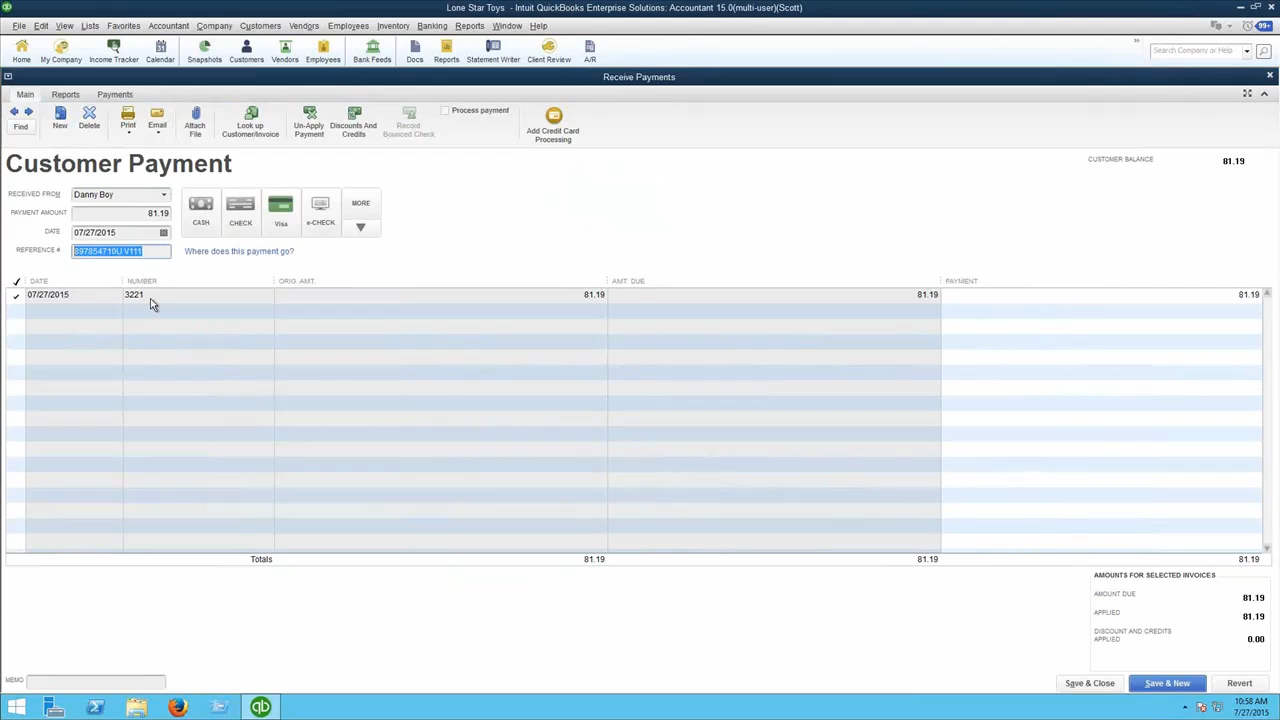 Lone Star Toys - Intuit QuickBooks Enterprise Solutions: Accountant 15.0(multi-user)(Scott)
File Edit View Lists Favorites Accountant Company Customers Vendors Employees Inventory Banking Reports Window Help 99+
Home My Company Income Tracker Calendar Snapshots Customers Vendors Employees Bank Feeds Docs Reports Statement Writer Client Review A/R Search Company or Help
Receive Payments
Main Reports Payments
Find New Delete Print Email Attach File Look up Customer/Invoice Un-Apply Payment Discounts And Credits Record Bounced Check Process payment Add Credit Card Processing
Customer Payment
CUSTOMER BALANCE 81.19
RECEIVED FROM Danny Boy
PAYMENT AMOUNT 81.19
DATE 07/27/2015
REFERENCE # 897854710U V111 Where does this payment go?
CASH CHECK Visa e-CHECK MORE
DATE NUMBER ORIG. AMT. AMT. DUE PAYMENT
07/27/2015 3221 81.19 81.19 81.19
Totals 81.19 81.19 81.19
AMOUNTS FOR SELECTED INVOICES
AMOUNT DUE 81.19
APPLIED 81.19
DISCOUNT AND CREDITS APPLIED 0.00
MEMO
Save & Close Save & New Revert
qb
10:58 AM
7/27/2015